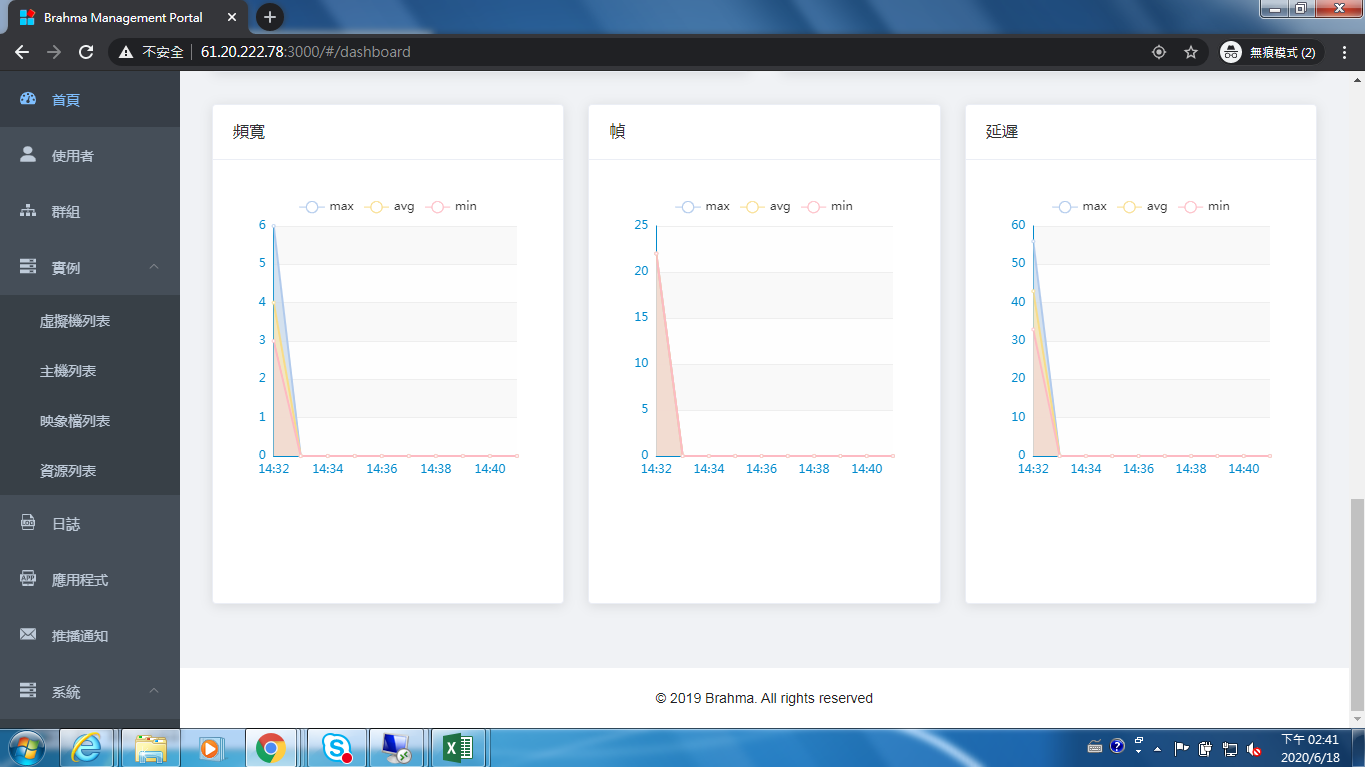 Brahma Management Portal
不安全
61.20.222.78:3000/#/dashboard
無痕模式 (2)
首頁
使用者
群組
實例
虛擬機列表
主機列表
映象檔列表
資源列表
日誌
應用程式
推播通知
系統
頻寬
max avg min
6
5
4
3
2
1
0
14:32 14:34 14:36 14:38 14:40
幀
max avg min
25
20
15
10
5
0
14:32 14:34 14:36 14:38 14:40
延遲
max avg min
60
50
40
30
20
10
0
14:32 14:34 14:36 14:38 14:40
© 2019 Brahma. All rights reserved
下午 02:41
2020/6/18